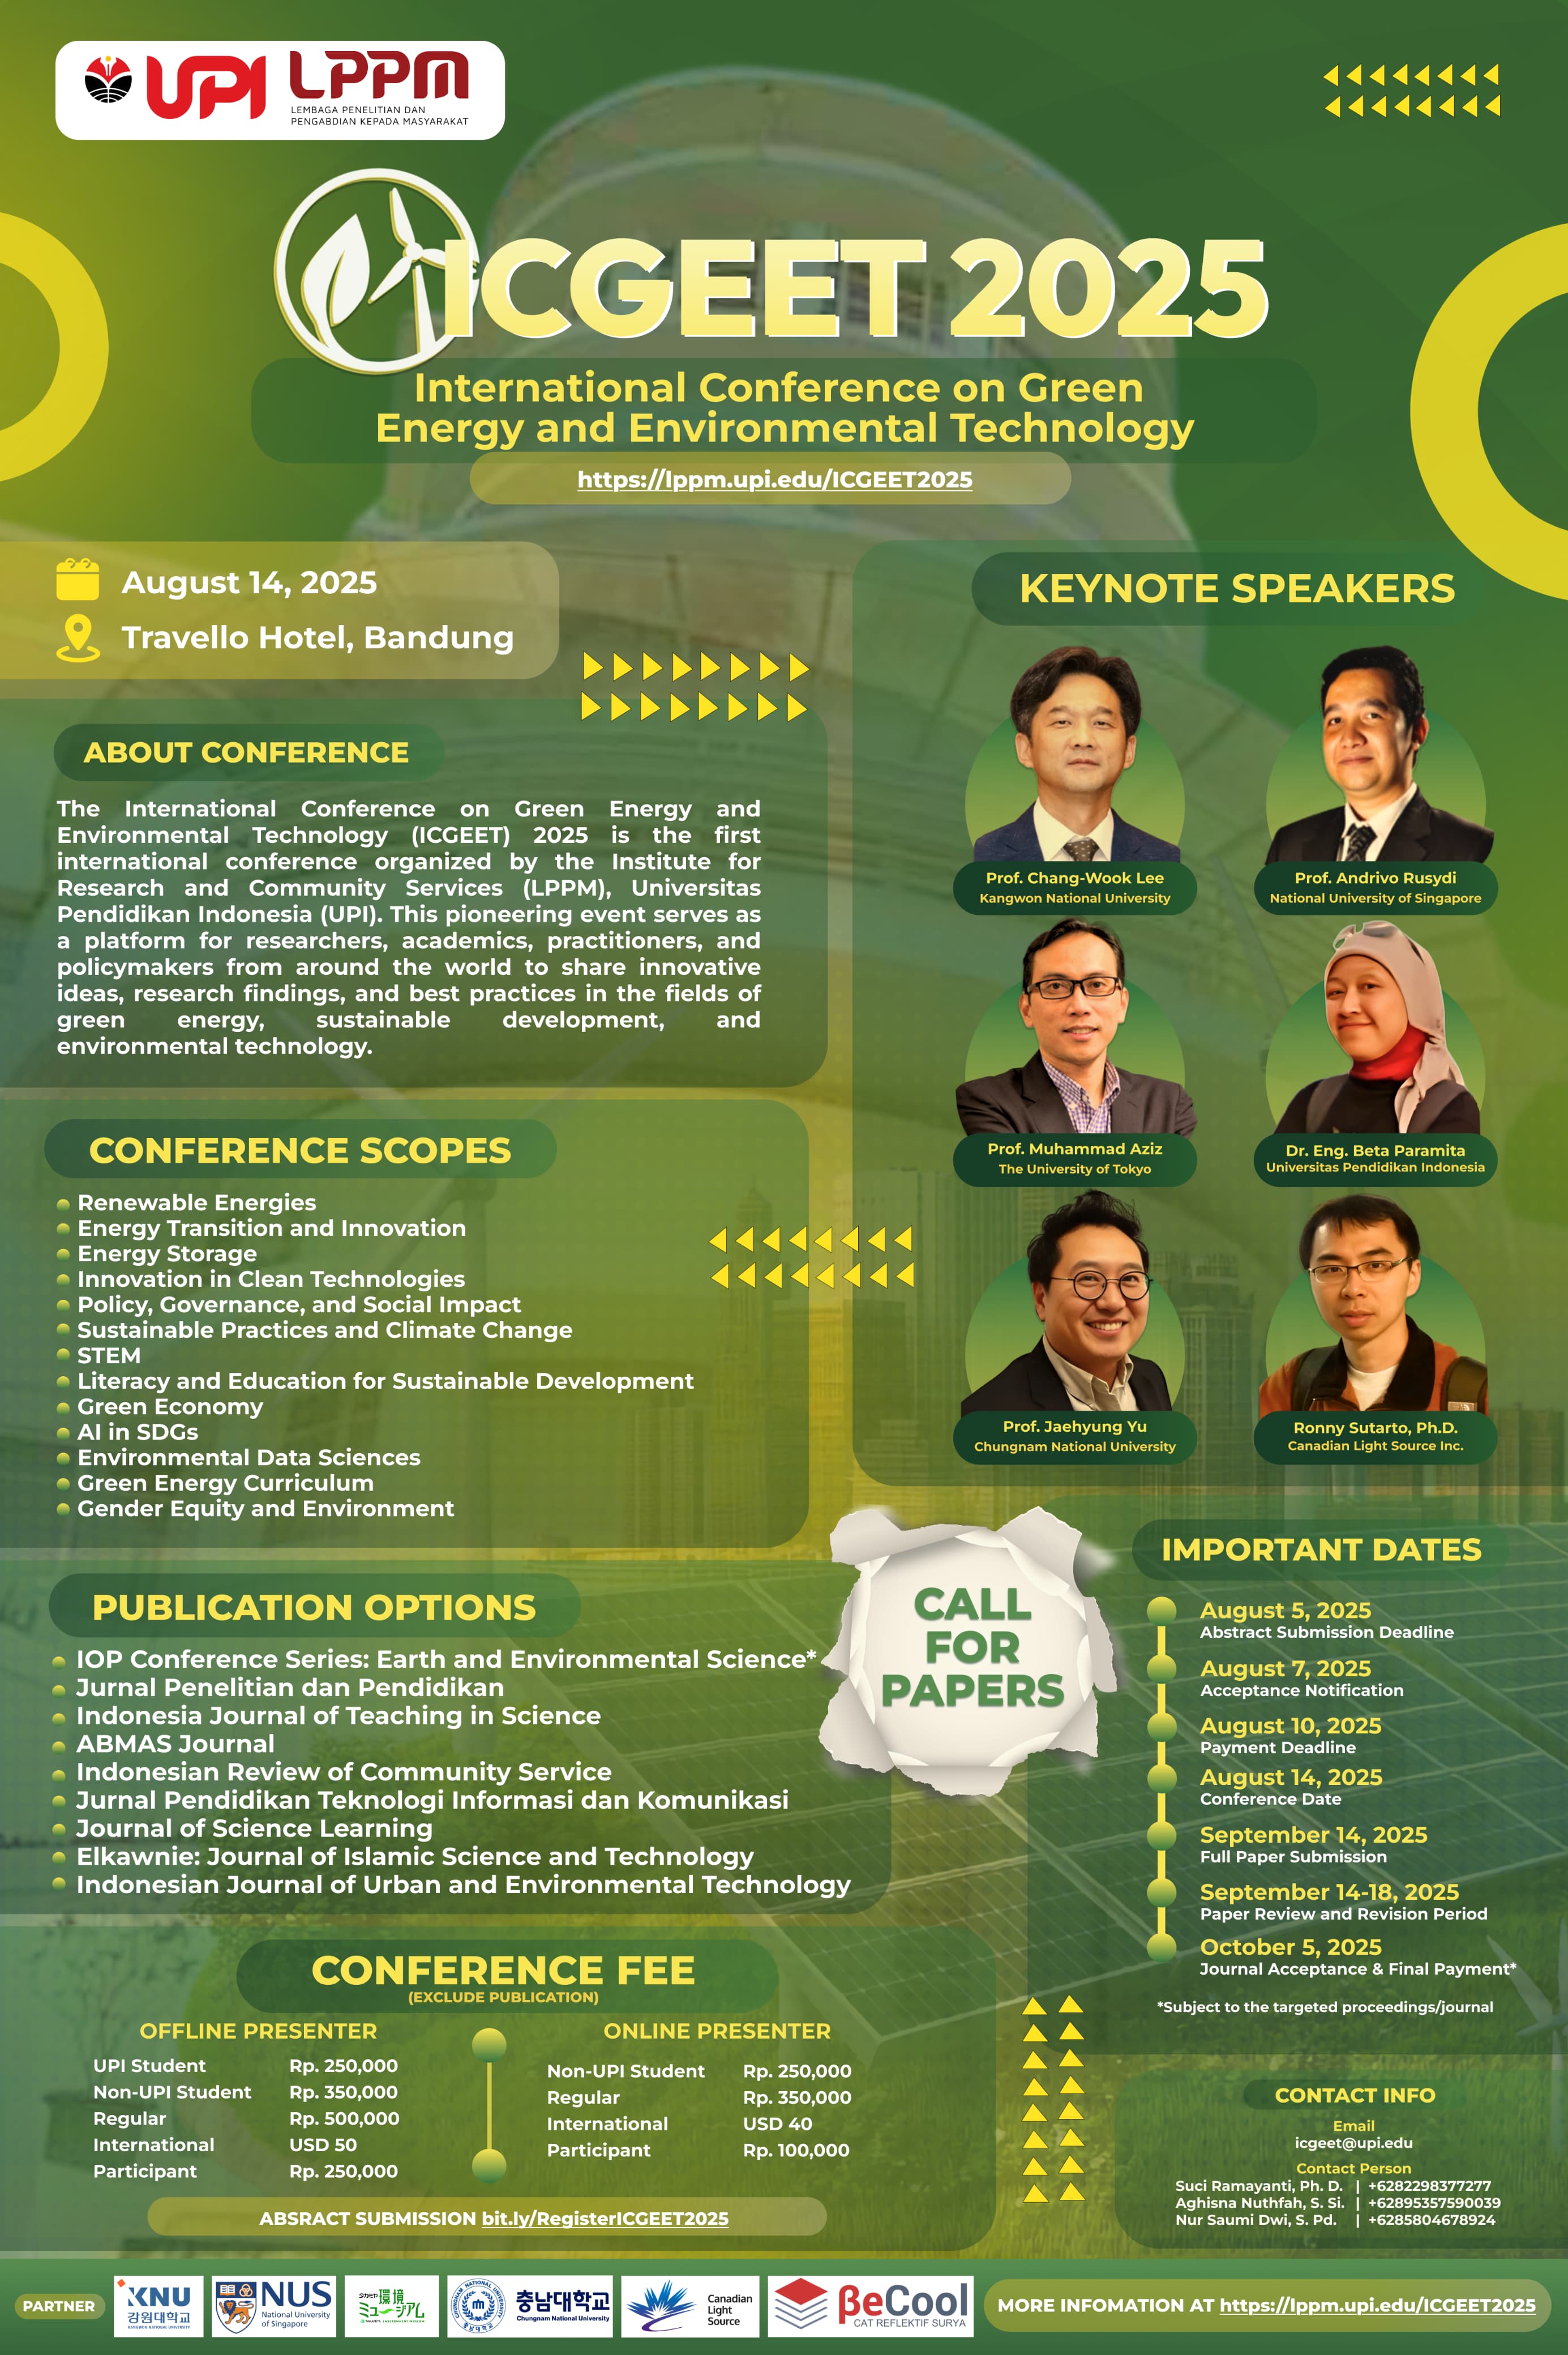 UPI LPPM
LEMBAGA PENELITIAN DAN
PENGABDIAN KEPADA MASYARAKAT
ICGEET 2025
International Conference on Green
Energy and Environmental Technology
https://lppm.upi.edu/ICGEET2025
August 14, 2025
Travello Hotel, Bandung
ABOUT CONFERENCE
The International Conference on Green Energy and
Environmental Technology (ICGEET) 2025 is the first
international conference organized by the Institute for
Research and Community Services (LPPM), Universitas
Pendidikan Indonesia (UPI). This pioneering event serves as
a platform for researchers, academics, practitioners, and
policymakers from around the world to share innovative
ideas, research findings, and best practices in the fields of
green energy, sustainable development, and
environmental technology.
CONFERENCE SCOPES
Renewable Energies
Energy Transition and Innovation
Energy Storage
Innovation in Clean Technologies
Policy, Governance, and Social Impact
Sustainable Practices and Climate Change
STEM
Literacy and Education for Sustainable Development
Green Economy
AI in SDGs
Environmental Data Sciences
Green Energy Curriculum
Gender Equity and Environment
PUBLICATION OPTIONS
IOP Conference Series: Earth and Environmental Science*
Jurnal Penelitian dan Pendidikan
Indonesia Journal of Teaching in Science
ABMAS Journal
Indonesian Review of Community Service
Jurnal Pendidikan Teknologi Informasi dan Komunikasi
Journal of Science Learning
Elkawnie: Journal of Islamic Science and Technology
Indonesian Journal of Urban and Environmental Technology
KEYNOTE SPEAKERS
Prof. Chang-Wook Lee
Kangwon National University
Prof. Andrivo Rusydi
National University of Singapore
Prof. Muhammad Aziz
The University of Tokyo
Dr. Eng. Beta Paramita
Universitas Pendidikan Indonesia
Prof. Jaehyung Yu
Chungnam National University
Ronny Sutarto, Ph.D.
Canadian Light Source Inc.
CALL
FOR
PAPERS
IMPORTANT DATES
August 5, 2025
Abstract Submission Deadline
August 7, 2025
Acceptance Notification
August 10, 2025
Payment Deadline
August 14, 2025
Conference Date
September 14, 2025
Full Paper Submission
September 14-18, 2025
Paper Review and Revision Period
October 5, 2025
Journal Acceptance & Final Payment*
*Subject to the targeted proceedings/journal
CONFERENCE FEE
(EXCLUDE PUBLICATION)
OFFLINE PRESENTER
UPI Student Rp. 250,000
Non-UPI Student Rp. 350,000
Regular Rp. 500,000
International USD 50
Participant Rp. 250,000
ONLINE PRESENTER
Non-UPI Student Rp. 250,000
Regular Rp. 350,000
International USD 40
Participant Rp. 100,000
ABSRACT SUBMISSION bit.ly/RegisterICGEET2025
CONTACT INFO
Email
icgeet@upi.edu
Contact Person
Suci Ramayanti, Ph. D. | +6282298377277
Aghisna Nuthfah, S. Si. | +62895357590039
Nur Saumi Dwi, S. Pd. | +6285804678924
PARTNER
KNU
강원대학교
KANGWON NATIONAL UNIVERSITY
NUS
National University
of Singapore
環境
ミュージアム
충남대학교
Chungnam National University
Canadian
Light
Source
βeCool
CAT REFLEKTIF SURYA
MORE INFOMATION AT https://lppm.upi.edu/ICGEET2025